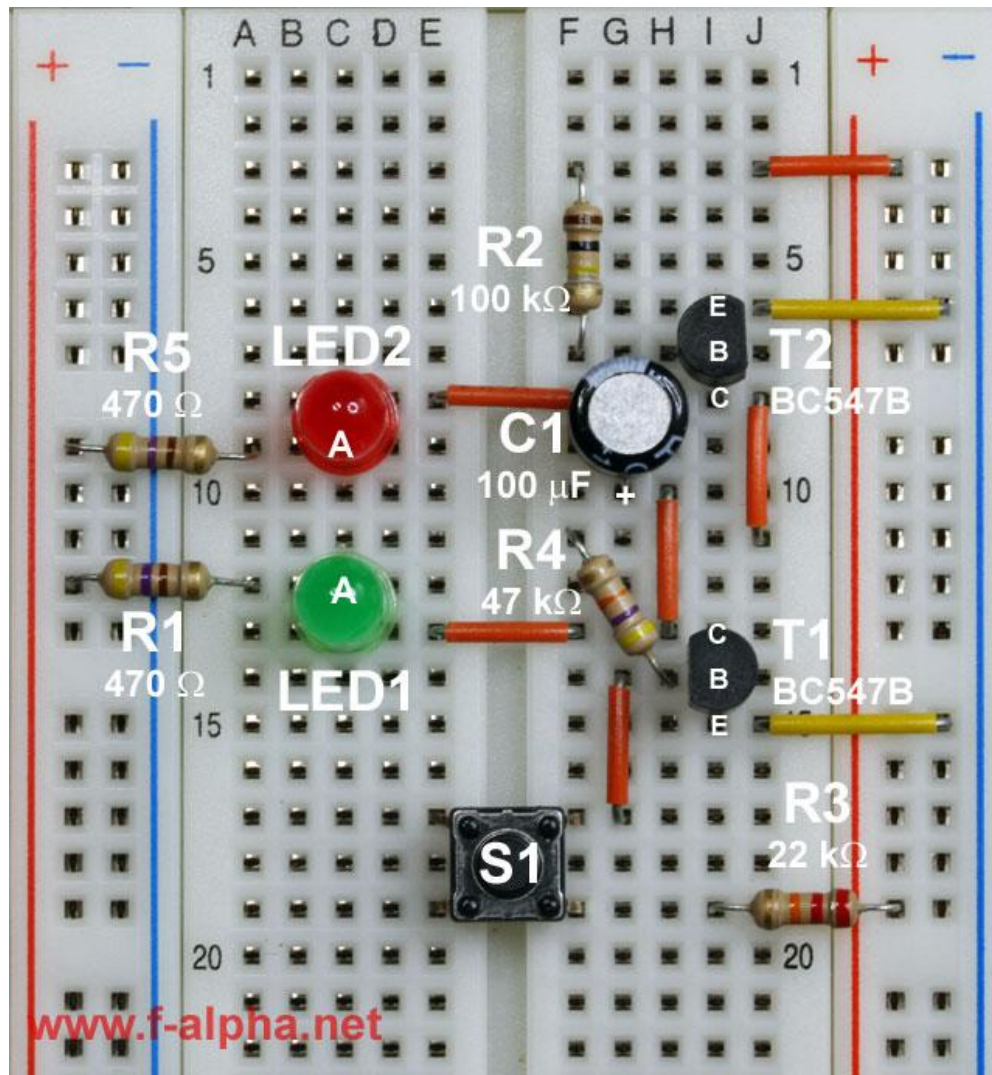 A B C D E F G H I J
+ − + −
1 1
5 5
R2
100 kΩ
E
B
C
T2
BC547B
R5
470 Ω
LED2
A
C1
100 μF
+
10 10
R4
47 kΩ
A
LED1
R1
470 Ω
C
B
E
T1
BC547B
15
S1
R3
22 kΩ
20 20
www.f-alpha.net